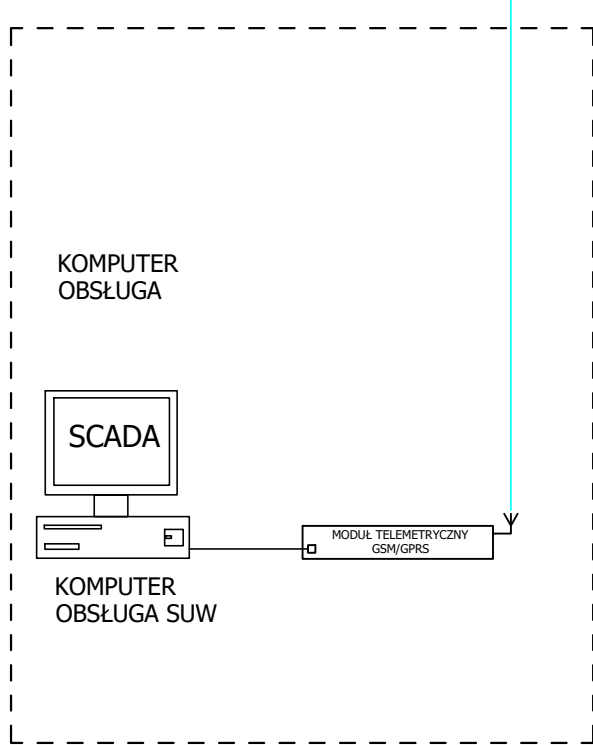 KOMPUTER
OBSŁUGA
SCADA
MODUŁ TELEMETRYCZNY
GSM/GPRS
KOMPUTER
OBSŁUGA SUW